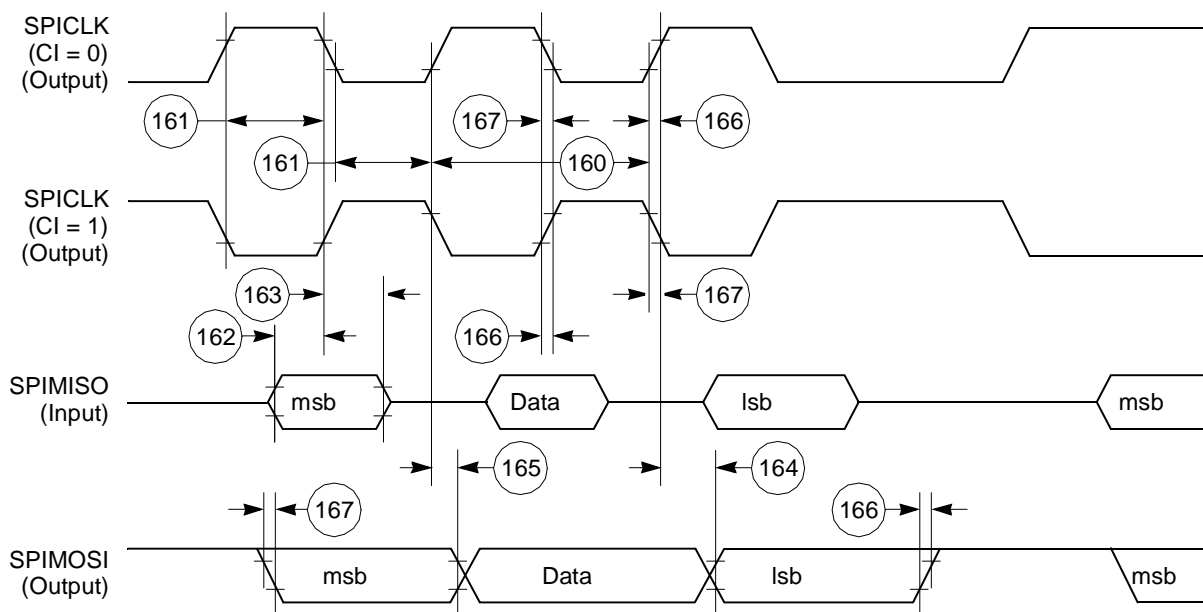 SPICLK
(CI = 0)
(Output)
161
167
166
161
160
SPICLK
(CI = 1)
(Output)
163
167
162
166
SPIMISO
(Input)
msb
Data
lsb
msb
165
164
167
166
SPIMOSI
(Output)
msb
Data
lsb
msb